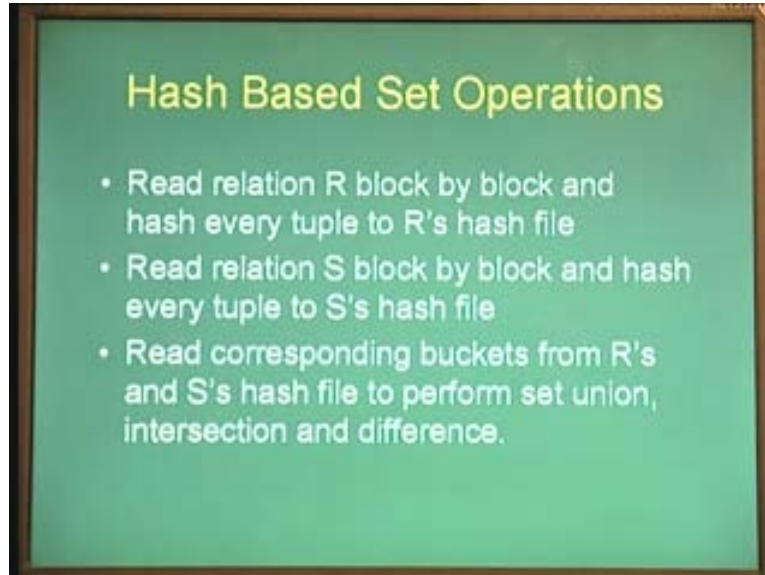 Hash Based Set Operations
• Read relation R block by block and
hash every tuple to R's hash file
• Read relation S block by block and hash
every tuple to S's hash file
• Read corresponding buckets from R's
and S's hash file to perform set union,
intersection and difference.